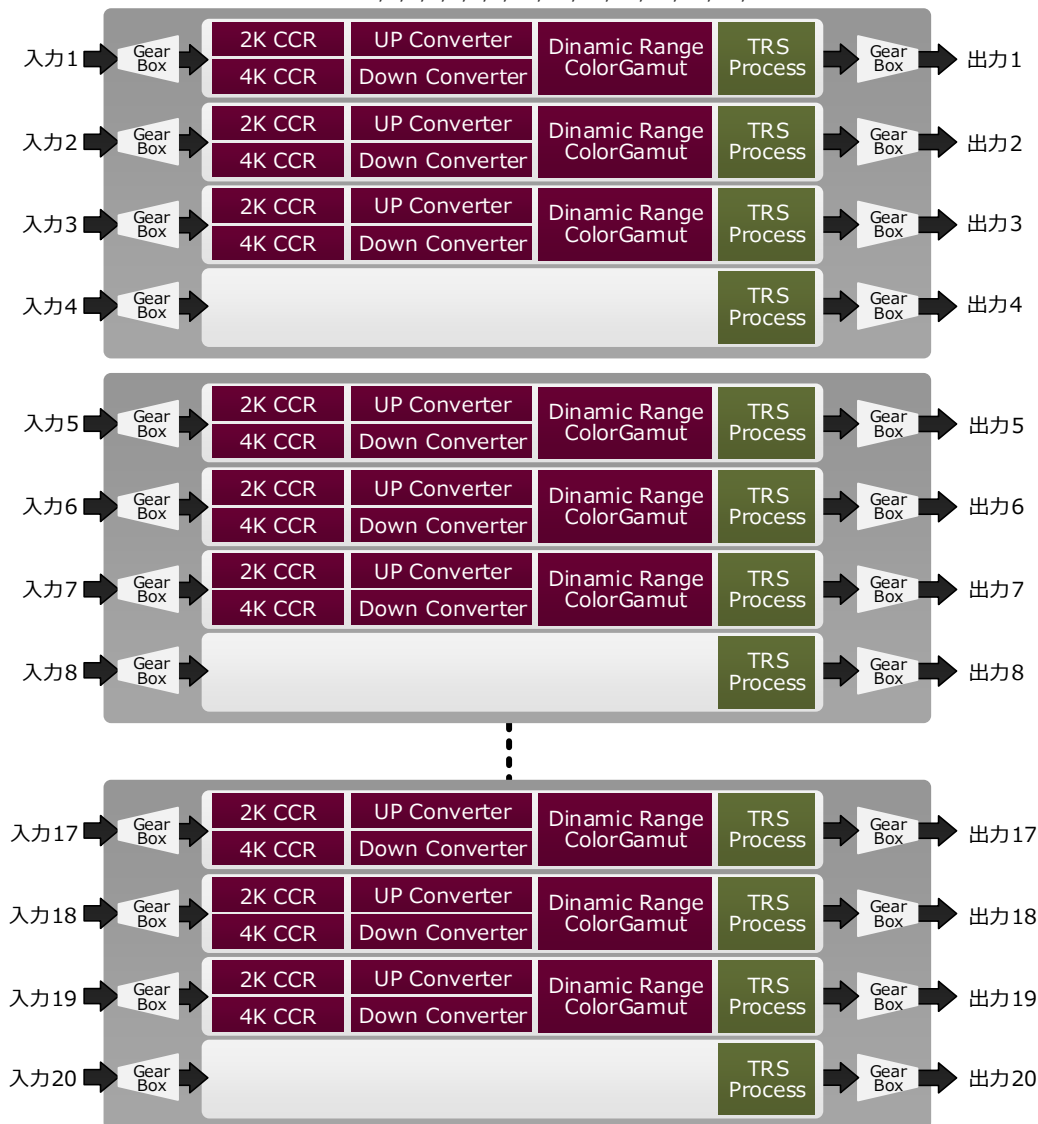 入力1
Gear
Box
2K CCR
4K CCR
UP Converter
Down Converter
Dinamic Range
ColorGamut
TRS
Process
Gear
Box
出力1
入力2
Gear
Box
2K CCR
4K CCR
UP Converter
Down Converter
Dinamic Range
ColorGamut
TRS
Process
Gear
Box
出力2
入力3
Gear
Box
2K CCR
4K CCR
UP Converter
Down Converter
Dinamic Range
ColorGamut
TRS
Process
Gear
Box
出力3
入力4
Gear
Box
TRS
Process
Gear
Box
出力4
入力5
Gear
Box
2K CCR
4K CCR
UP Converter
Down Converter
Dinamic Range
ColorGamut
TRS
Process
Gear
Box
出力5
入力6
Gear
Box
2K CCR
4K CCR
UP Converter
Down Converter
Dinamic Range
ColorGamut
TRS
Process
Gear
Box
出力6
入力7
Gear
Box
2K CCR
4K CCR
UP Converter
Down Converter
Dinamic Range
ColorGamut
TRS
Process
Gear
Box
出力7
入力8
Gear
Box
TRS
Process
Gear
Box
出力8
入力17
Gear
Box
2K CCR
4K CCR
UP Converter
Down Converter
Dinamic Range
ColorGamut
TRS
Process
Gear
Box
出力17
入力18
Gear
Box
2K CCR
4K CCR
UP Converter
Down Converter
Dinamic Range
ColorGamut
TRS
Process
Gear
Box
出力18
入力19
Gear
Box
2K CCR
4K CCR
UP Converter
Down Converter
Dinamic Range
ColorGamut
TRS
Process
Gear
Box
出力19
入力20
Gear
Box
TRS
Process
Gear
Box
出力20